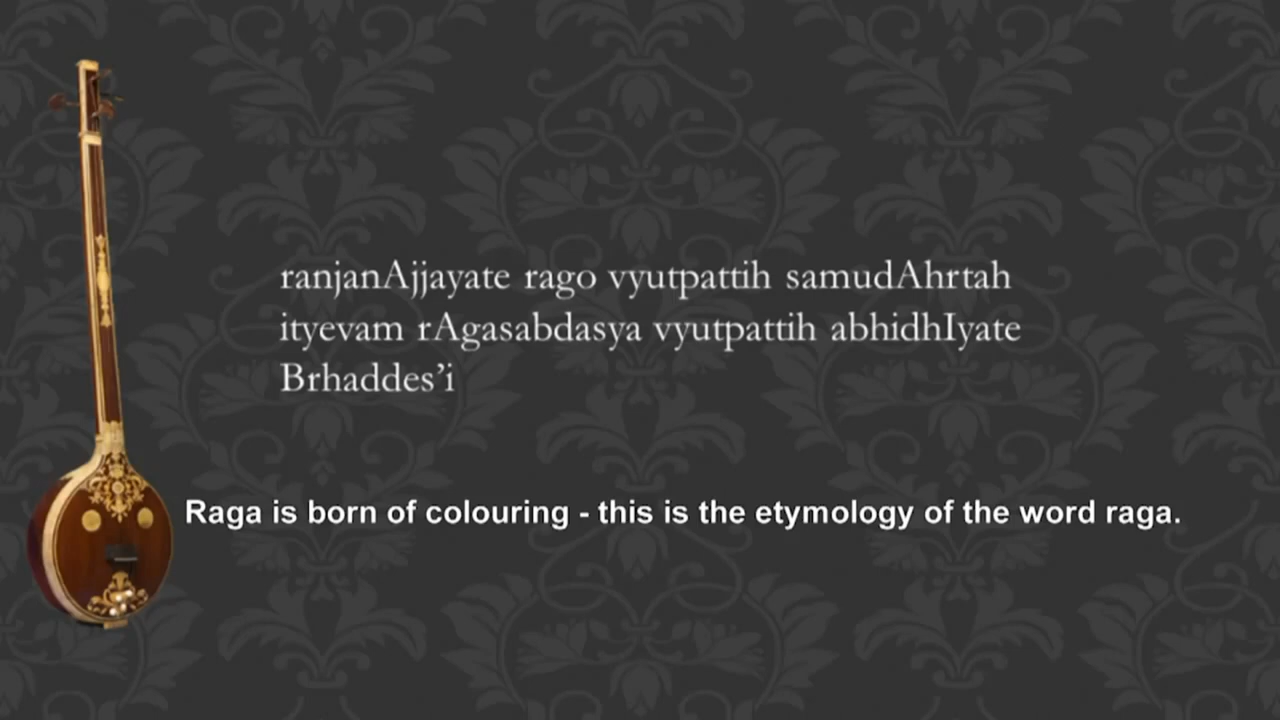 ranjanAjjayate rago vyutpattih samudAhrtah
ityevam rAgasabdasya vyutpattih abhidhIyate
Brhaddes’i
Raga is born of colouring - this is the etymology of the word raga.